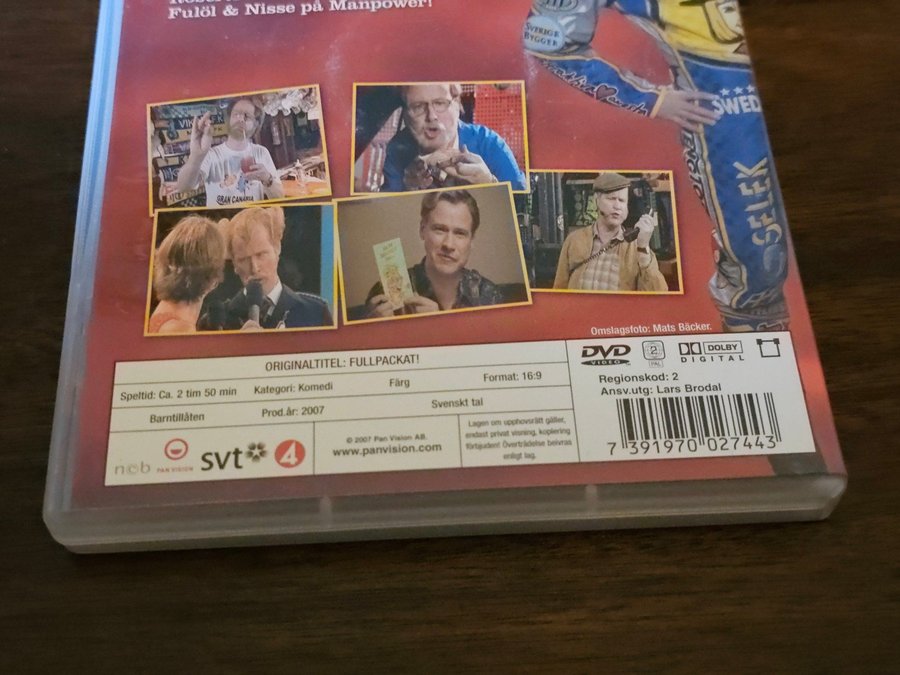 Fulöl & Nisse på Manpower!
SVERIGE
BYGGER
GRAN CANARIA
SWED
SELEK
Omslagsfoto: Mats Bäcker.
ORIGINALTITEL: FULLPACKAT!
Speltid: Ca. 2 tim 50 min Kategori: Komedi Färg Format: 16:9
Barntillåten Prod.år: 2007 Svenskt tal
ncb PAN VISION svt 4
© 2007 Pan Vision AB.
www.panvision.com
Lagen om upphovsrätt gäller,
endast privat visning, kopiering
förbjuden! Överträdelse beivras
enligt lag.
DVD VIDEO 2 PAL DOLBY DIGITAL
Regionskod: 2
Ansv.utg: Lars Brodal
7 391970 027443